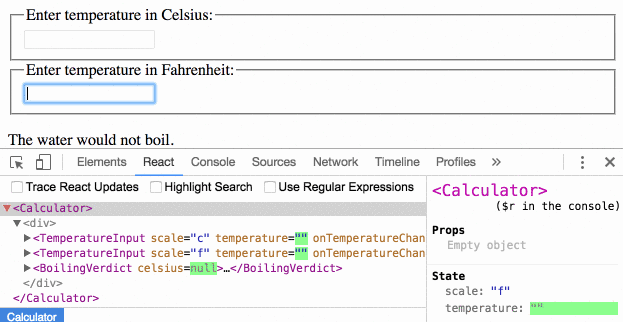 Enter temperature in Celsius:
Enter temperature in Fahrenheit:
The water would not boil.
Elements React Console Sources Network Timeline Profiles »
Trace React Updates Highlight Search Use Regular Expressions
<Calculator>
<div>
<TemperatureInput scale="c" temperature="" onTemperatureChan
<TemperatureInput scale="f" temperature="" onTemperatureChan
<BoilingVerdict celsius=null>…</BoilingVerdict>
</div>
</Calculator>
Calculator
<Calculator>
($r in the console)
Props
Empty object
State
scale: "f"
temperature: ""